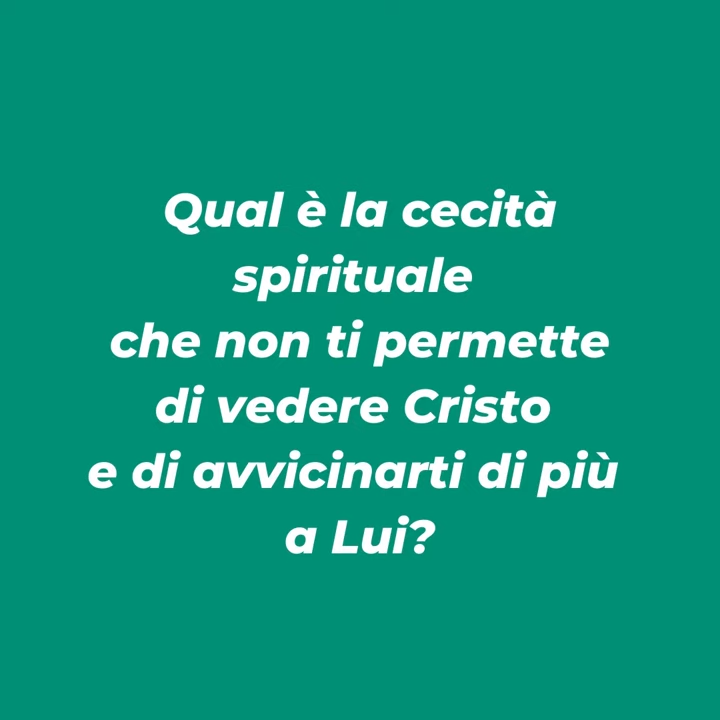 Qual è la cecità
spirituale
che non ti permette
di vedere Cristo
e di avvicinarti di più
a Lui?